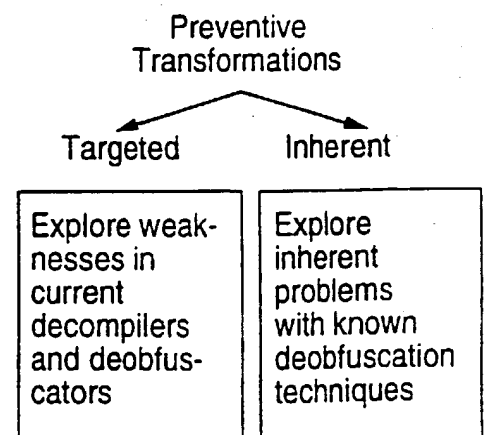 Preventive
Transformations
Targeted
Inherent
Explore weak-
nesses in
current
decompilers
and deobfus-
cators
Explore
inherent
problems
with known
deobfuscation
techniques